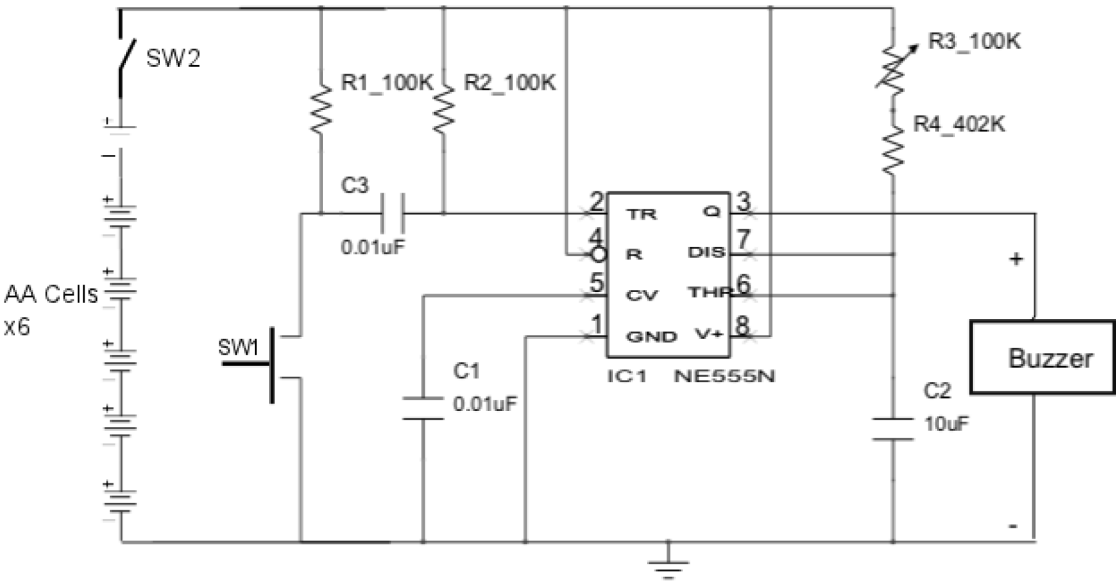 SW2
R3_100K
R1_100K
R2_100K
R4_402K
+
−
C3
0.01uF
2
TR
Q
3
4
R
DIS
7
5
CV
THR
6
1
GND
V+
8
IC1
NE555N
+
−
+
−
AA Cells
x6
+
−
+
−
+
−
SW1
C1
0.01uF
C2
10uF
+
Buzzer
-